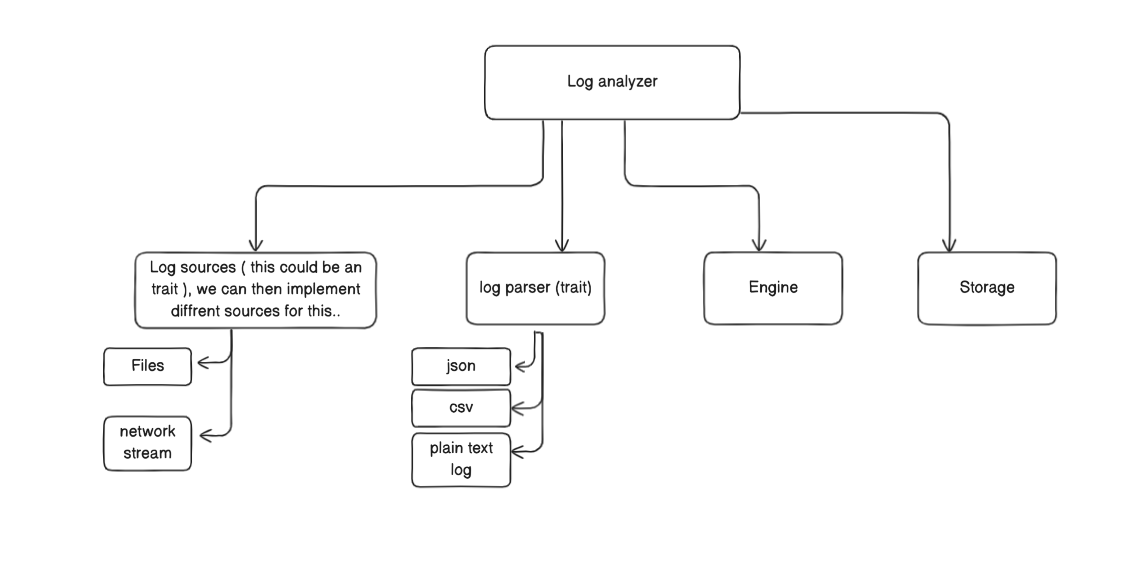 Log analyzer
Log sources ( this could be an
trait ), we can then implement
diffrent sources for this..
log parser (trait)
Engine
Storage
Files
network
stream
json
csv
plain text
log